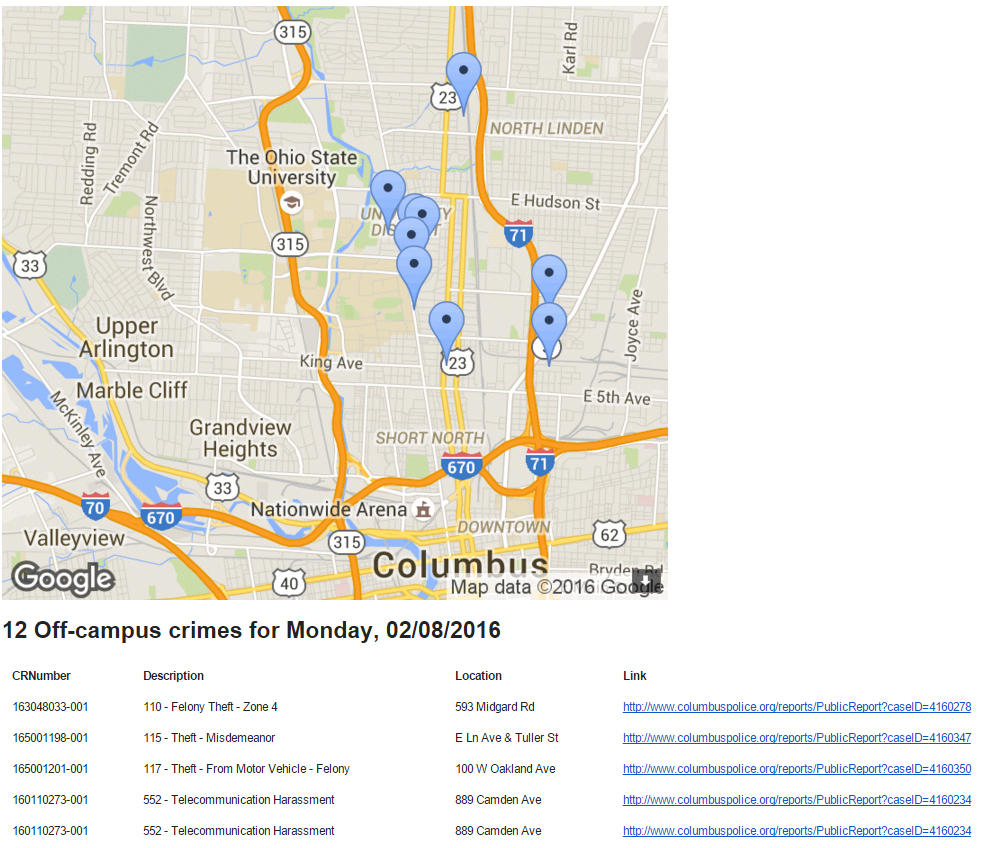 315
Karl Rd
23
NORTH LINDEN
Redding Rd
Tremont Rd
The Ohio State
University
E Hudson St
Northwest Blvd
UNIVERSITY
DISTRICT
71
315
33
Joyce Ave
Upper
Arlington
King Ave
23
Marble Cliff
E 5th Ave
McKinley Ave
Grandview
Heights
SHORT NORTH
670
71
33
70
670
Nationwide Arena
DOWNTOWN
62
Valleyview
315
Columbus
Bryden Rd
40
Google
Map data ©2016 Google
12 Off-campus crimes for Monday, 02/08/2016
CRNumber Description Location Link
163048033-001 110 - Felony Theft - Zone 4 593 Midgard Rd http://www.columbuspolice.org/reports/PublicReport?caseID=4160278
165001198-001 115 - Theft - Misdemeanor E Ln Ave & Tuller St http://www.columbuspolice.org/reports/PublicReport?caseID=4160347
165001201-001 117 - Theft - From Motor Vehicle - Felony 100 W Oakland Ave http://www.columbuspolice.org/reports/PublicReport?caseID=4160350
160110273-001 552 - Telecommunication Harassment 889 Camden Ave http://www.columbuspolice.org/reports/PublicReport?caseID=4160234
160110273-001 552 - Telecommunication Harassment 889 Camden Ave http://www.columbuspolice.org/reports/PublicReport?caseID=4160234